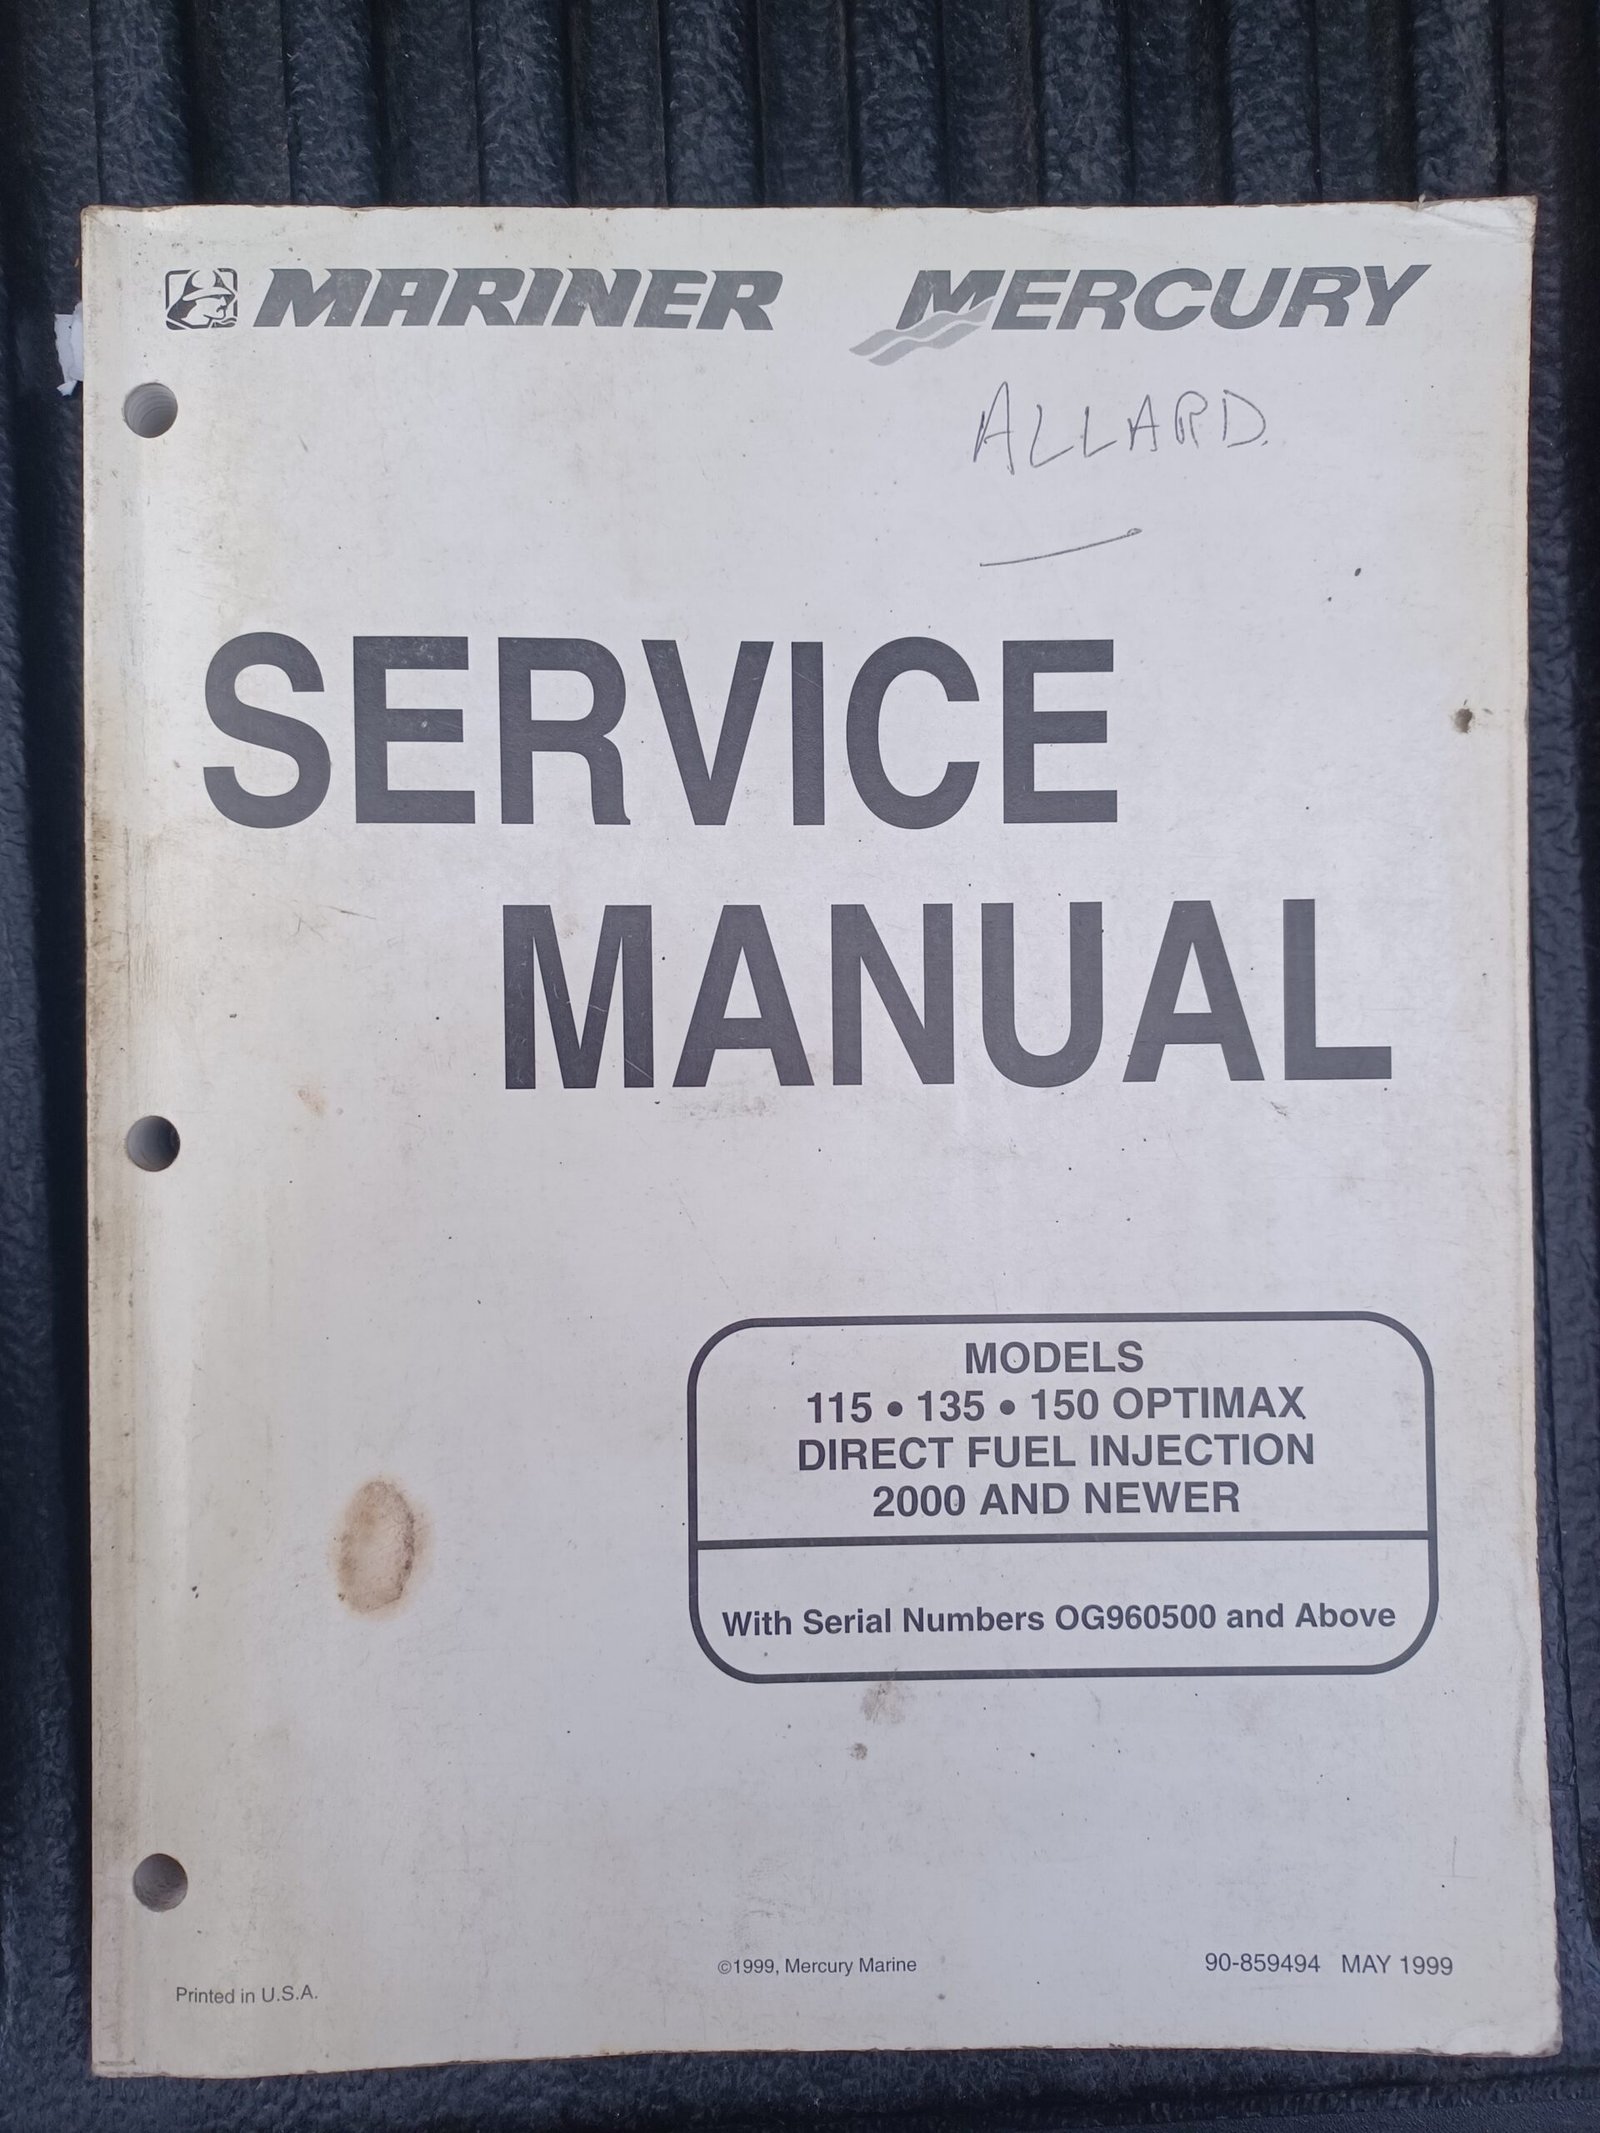 MARINER MERCURY
ALLARD.
SERVICE
MANUAL
MODELS
115 • 135 • 150 OPTIMAX
DIRECT FUEL INJECTION
2000 AND NEWER
With Serial Numbers OG960500 and Above
©1999, Mercury Marine
90-859494 MAY 1999
Printed in U.S.A.